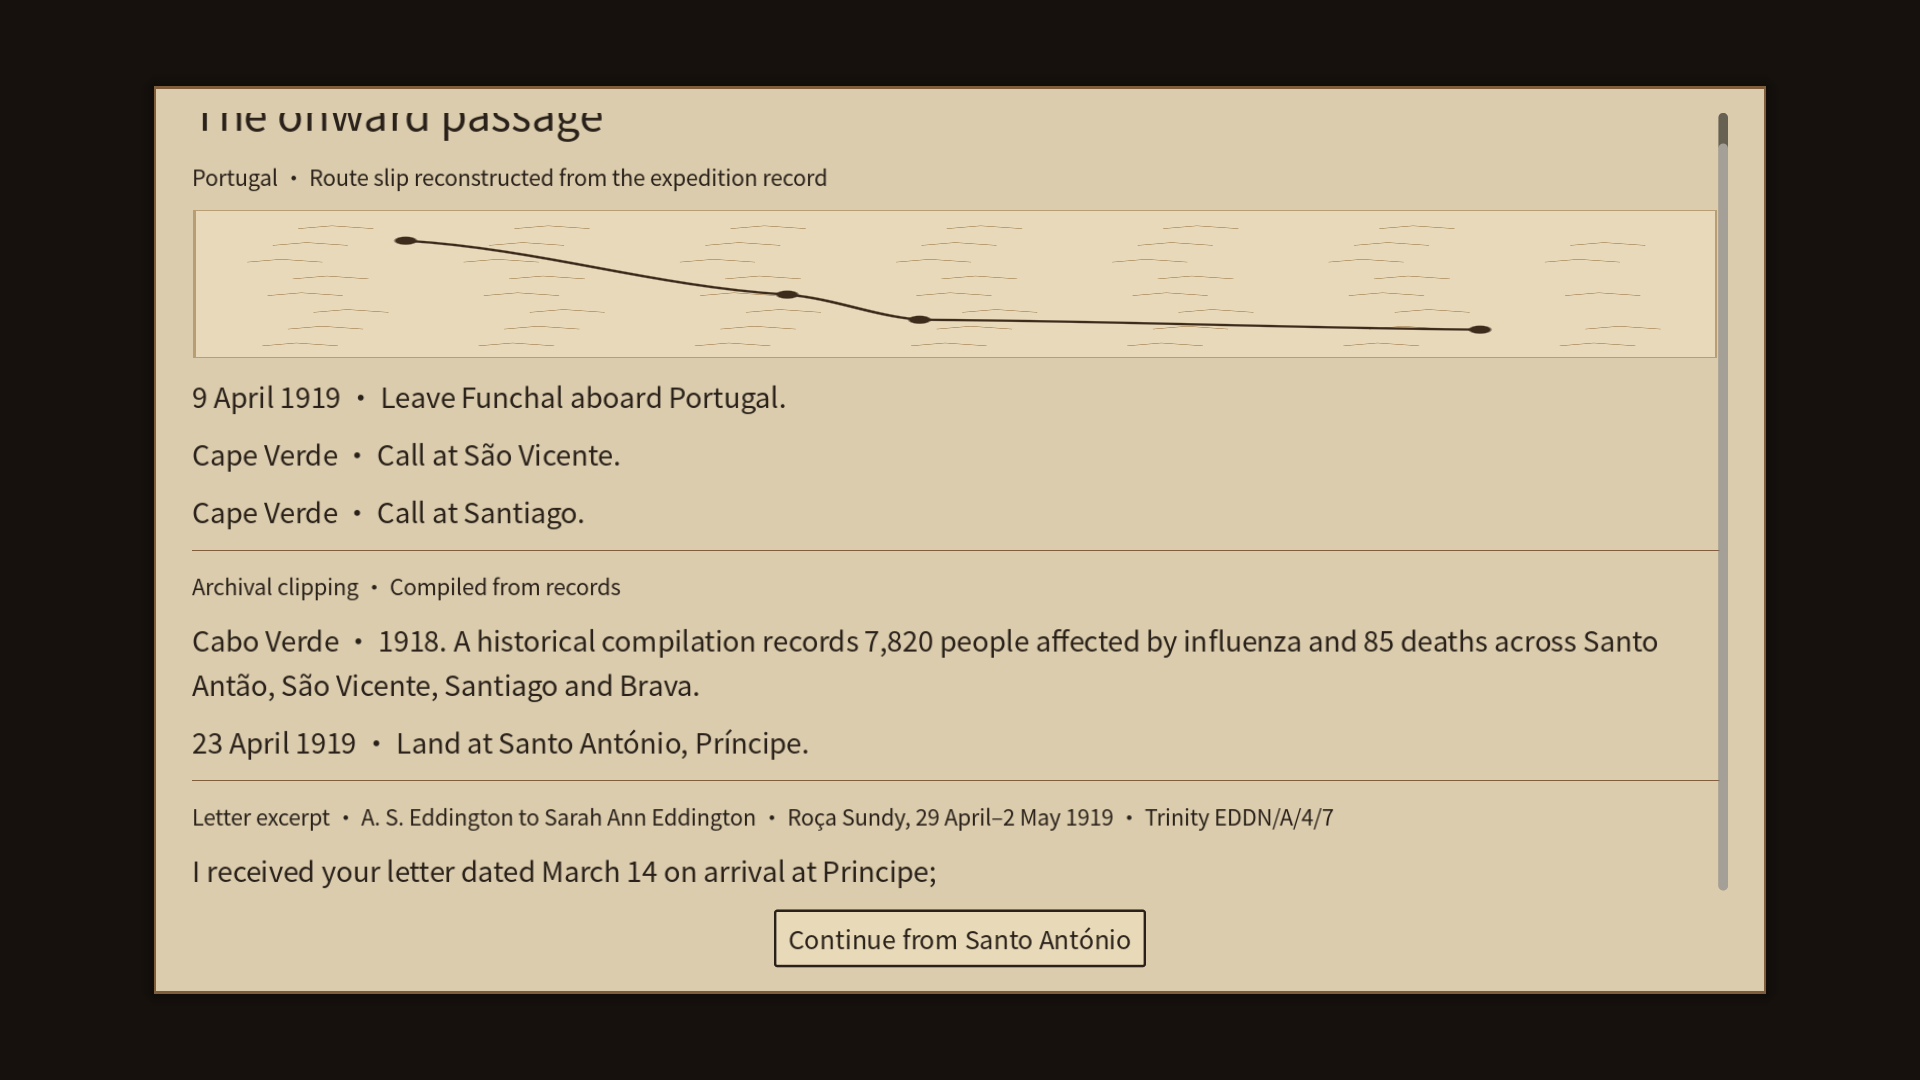 The onward passage
Portugal • Route slip reconstructed from the expedition record
9 April 1919 • Leave Funchal aboard Portugal.
Cape Verde • Call at São Vicente.
Cape Verde • Call at Santiago.
Archival clipping • Compiled from records
Cabo Verde • 1918. A historical compilation records 7,820 people affected by influenza and 85 deaths across Santo
Antão, São Vicente, Santiago and Brava.
23 April 1919 • Land at Santo António, Príncipe.
Letter excerpt • A. S. Eddington to Sarah Ann Eddington • Roça Sundy, 29 April–2 May 1919 • Trinity EDDN/A/4/7
I received your letter dated March 14 on arrival at Principe;
Continue from Santo António